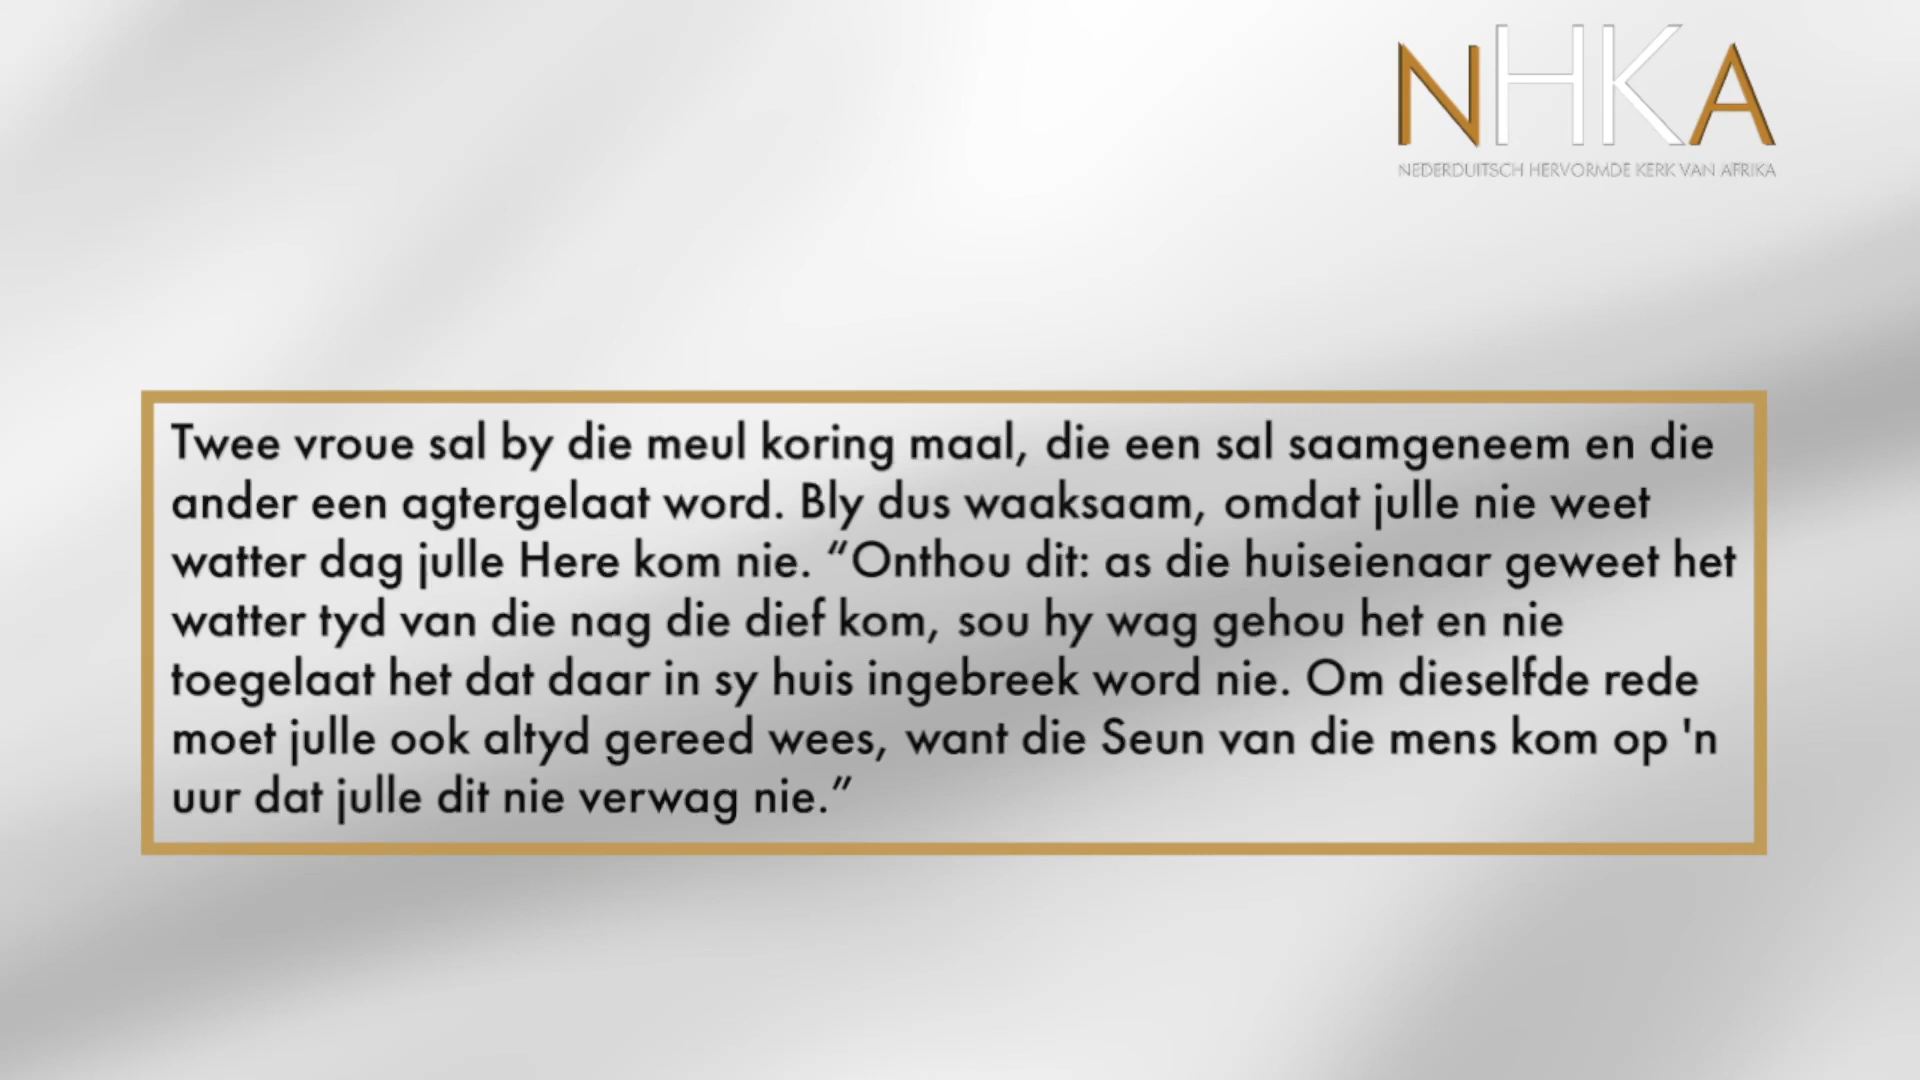 NHKA
NEDERDUITSCH HERVORMDE KERK VAN AFRIKA
Twee vroue sal by die meul koring maal, die een sal saamgeneem en die
ander een agtergelaat word. Bly dus waaksaam, omdat julle nie weet
watter dag julle Here kom nie. “Onthou dit: as die huiseienaar geweet het
watter tyd van die nag die dief kom, sou hy wag gehou het en nie
toegelaat het dat daar in sy huis ingebreek word nie. Om dieselfde rede
moet julle ook altyd gereed wees, want die Seun van die mens kom op 'n
uur dat julle dit nie verwag nie.”